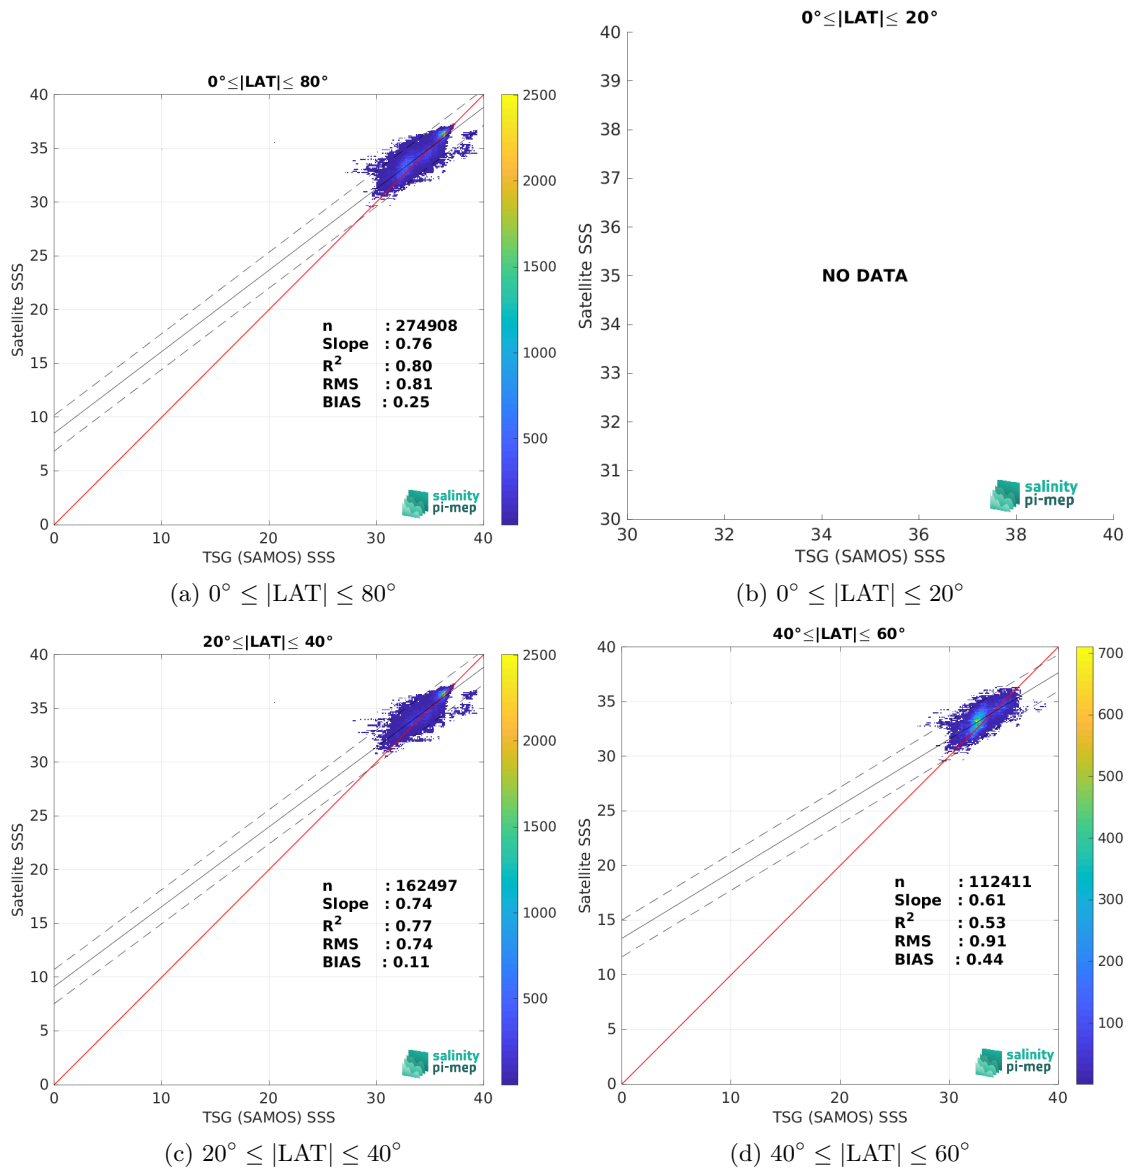 0°≤|LAT|≤ 80°
40
35
30
25
20
15
10
5
0
Satellite SSS
0
10
20
30
40
TSG (SAMOS) SSS
n : 274908
Slope : 0.76
R² : 0.80
RMS : 0.81
BIAS : 0.25
salinity
pi-mep
2500
2000
1500
1000
500
(a) 0° ≤ |LAT| ≤ 80°
0°≤|LAT|≤ 20°
40
39
38
37
36
35
34
33
32
31
30
Satellite SSS
NO DATA
salinity
pi-mep
30
32
34
36
38
40
TSG (SAMOS) SSS
(b) 0° ≤ |LAT| ≤ 20°
20°≤|LAT|≤ 40°
40
35
30
25
20
15
10
5
0
Satellite SSS
0
10
20
30
40
TSG (SAMOS) SSS
n : 162497
Slope : 0.74
R² : 0.77
RMS : 0.74
BIAS : 0.11
salinity
pi-mep
2500
2000
1500
1000
500
(c) 20° ≤ |LAT| ≤ 40°
40°≤|LAT|≤ 60°
40
35
30
25
20
15
10
5
0
Satellite SSS
0
10
20
30
40
TSG (SAMOS) SSS
n : 112411
Slope : 0.61
R² : 0.53
RMS : 0.91
BIAS : 0.44
salinity
pi-mep
700
600
500
400
300
200
100
(d) 40° ≤ |LAT| ≤ 60°